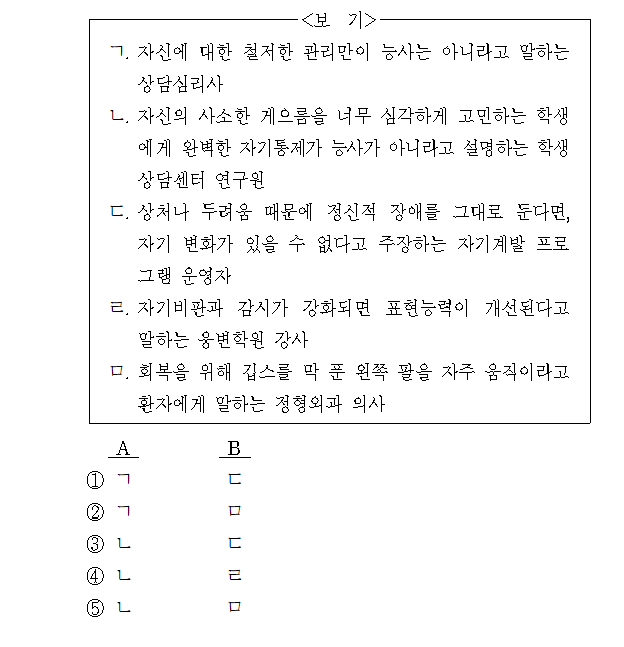 <보 기>
ㄱ. 자신에 대한 철저한 관리만이 능사는 아니라고 말하는
상담심리사
ㄴ. 자신의 사소한 게으름을 너무 심각하게 고민하는 학생
에게 완벽한 자기통제가 능사가 아니라고 설명하는 학생
상담센터 연구원
ㄷ. 상처나 두려움 때문에 정신적 장애를 그대로 둔다면,
자기 변화가 있을 수 없다고 주장하는 자기계발 프로
그램 운영자
ㄹ. 자기비판과 감시가 강화되면 표현능력이 개선된다고
말하는 웅변학원 강사
ㅁ. 회복을 위해 깁스를 막 푼 왼쪽 팔을 자주 움직이라고
환자에게 말하는 정형외과 의사
A B
① ㄱ ㄷ
② ㄱ ㅁ
③ ㄴ ㄷ
④ ㄴ ㄹ
⑤ ㄴ ㅁ